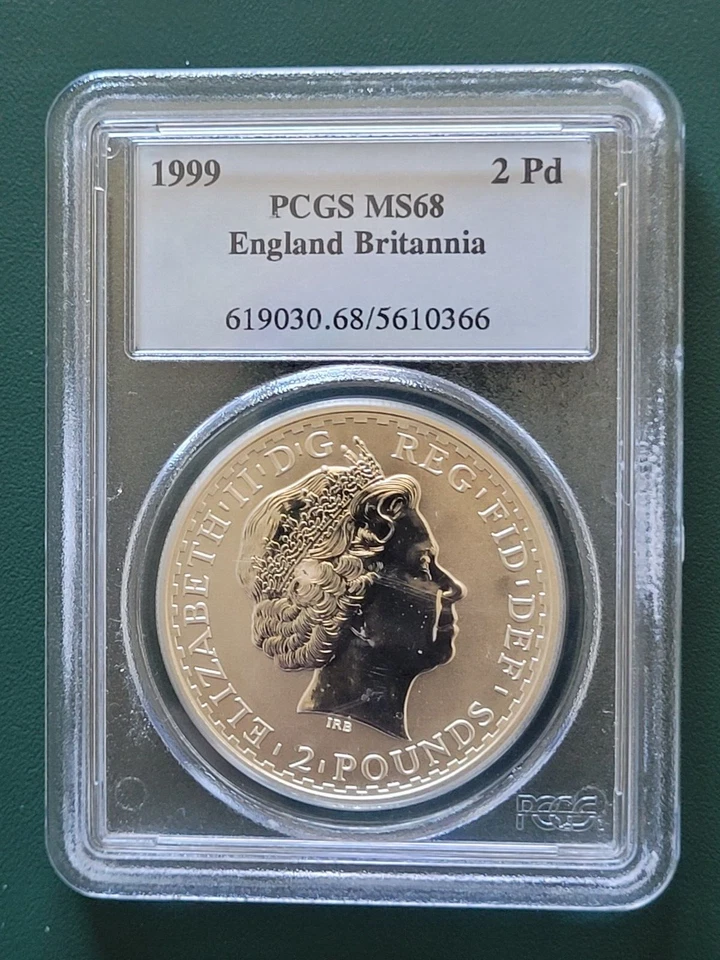 1999 2 Pd
PCGS MS68
England Britannia
619030.68/5610366
ELIZABETH·II·D·G REG·FID·DEF·
·2·POUNDS
IRB
PCGS